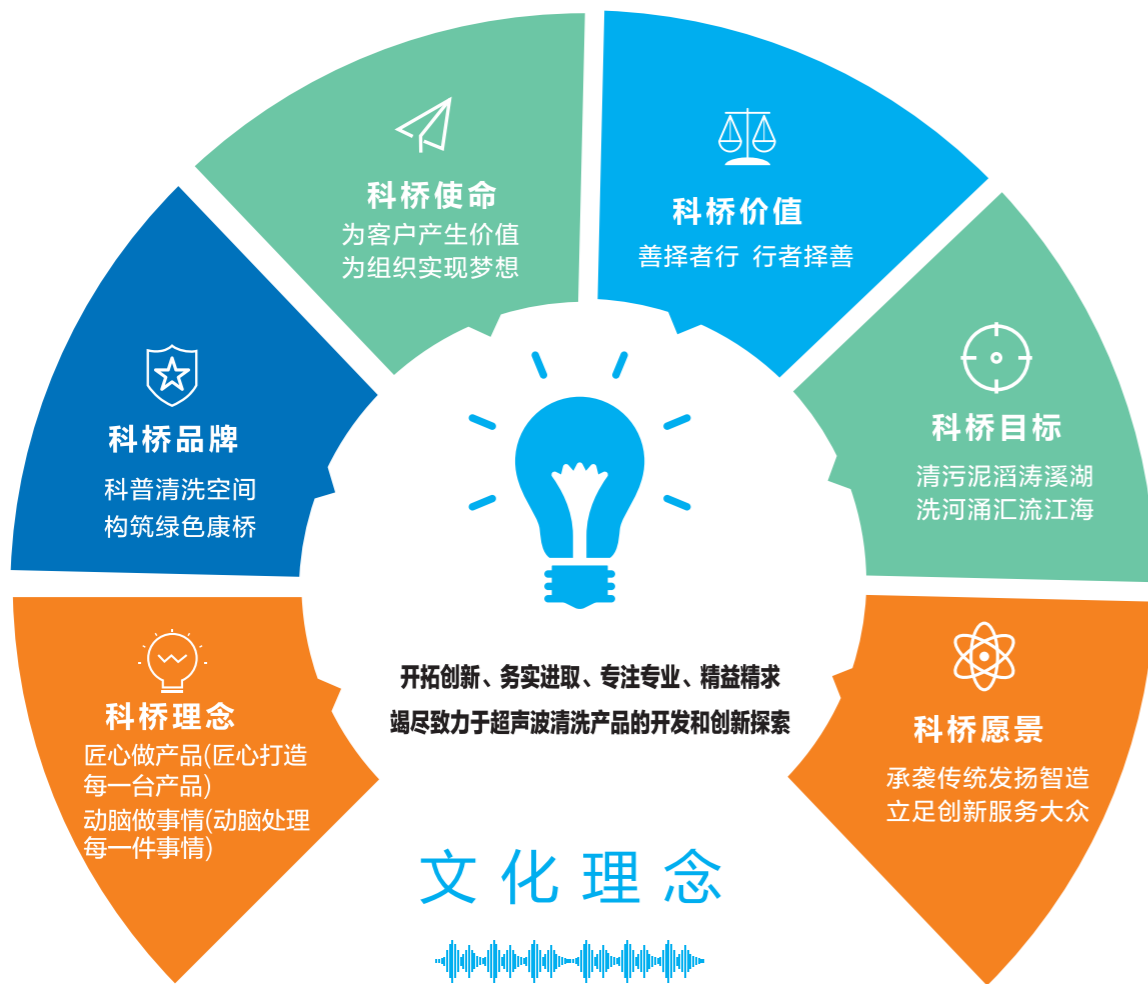 科桥使命
为客户产生价值
为组织实现梦想
科桥价值
善择者行 行者择善
科桥品牌
科普清洗空间
构筑绿色康桥
科桥目标
清污泥滔涛溪湖
洗河涌汇流江海
科桥理念
匠心做产品(匠心打造
每一台产品)
动脑做事情(动脑处理
每一件事情)
开拓创新、务实进取、专注专业、精益精求
竭尽致力于超声波清洗产品的开发和创新探索
科桥愿景
承袭传统发扬智造
立足创新服务大众
文化理念